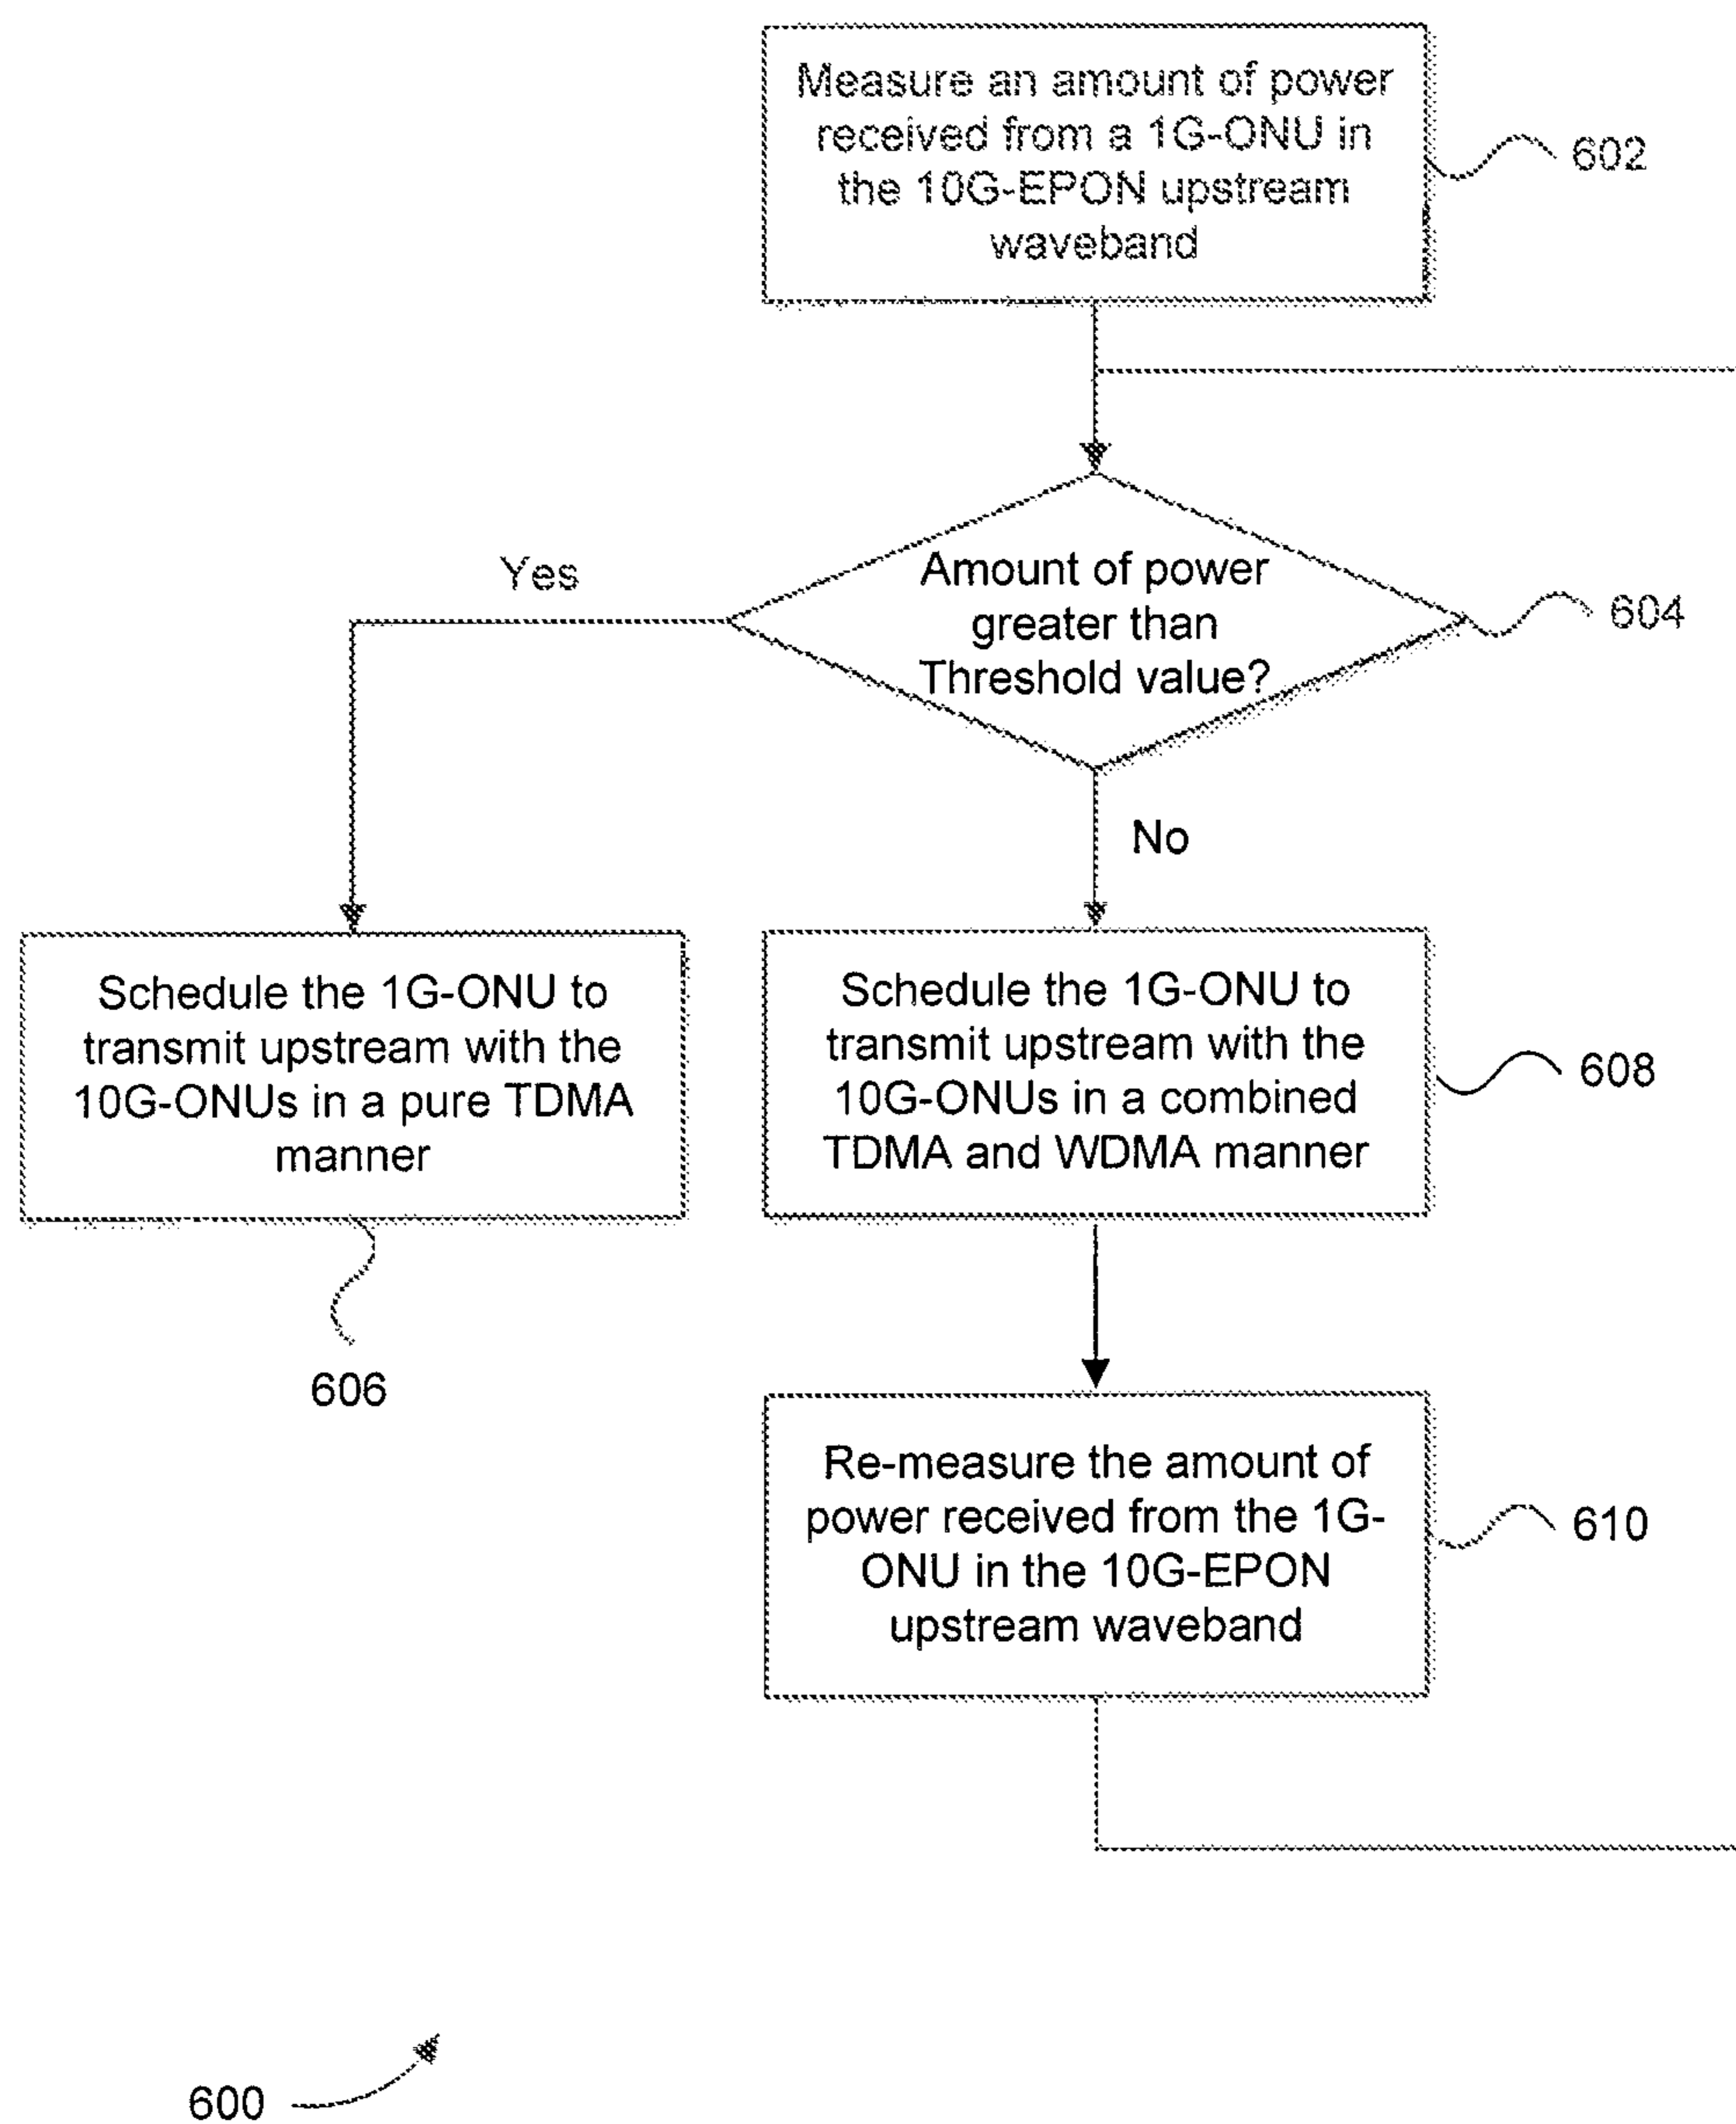 Measure an amount of power
received from a 1G-ONU in
the 10G-EPON upstream
waveband
602
Yes
Amount of power
greater than
Threshold value?
604
No
Schedule the 1G-ONU to
transmit upstream with the
10G-ONUs in a pure TDMA
manner
606
Schedule the 1G-ONU to
transmit upstream with the
10G-ONUs in a combined
TDMA and WDMA manner
608
Re-measure the amount of
power received from the 1G-
ONU in the 10G-EPON
upstream waveband
610
600